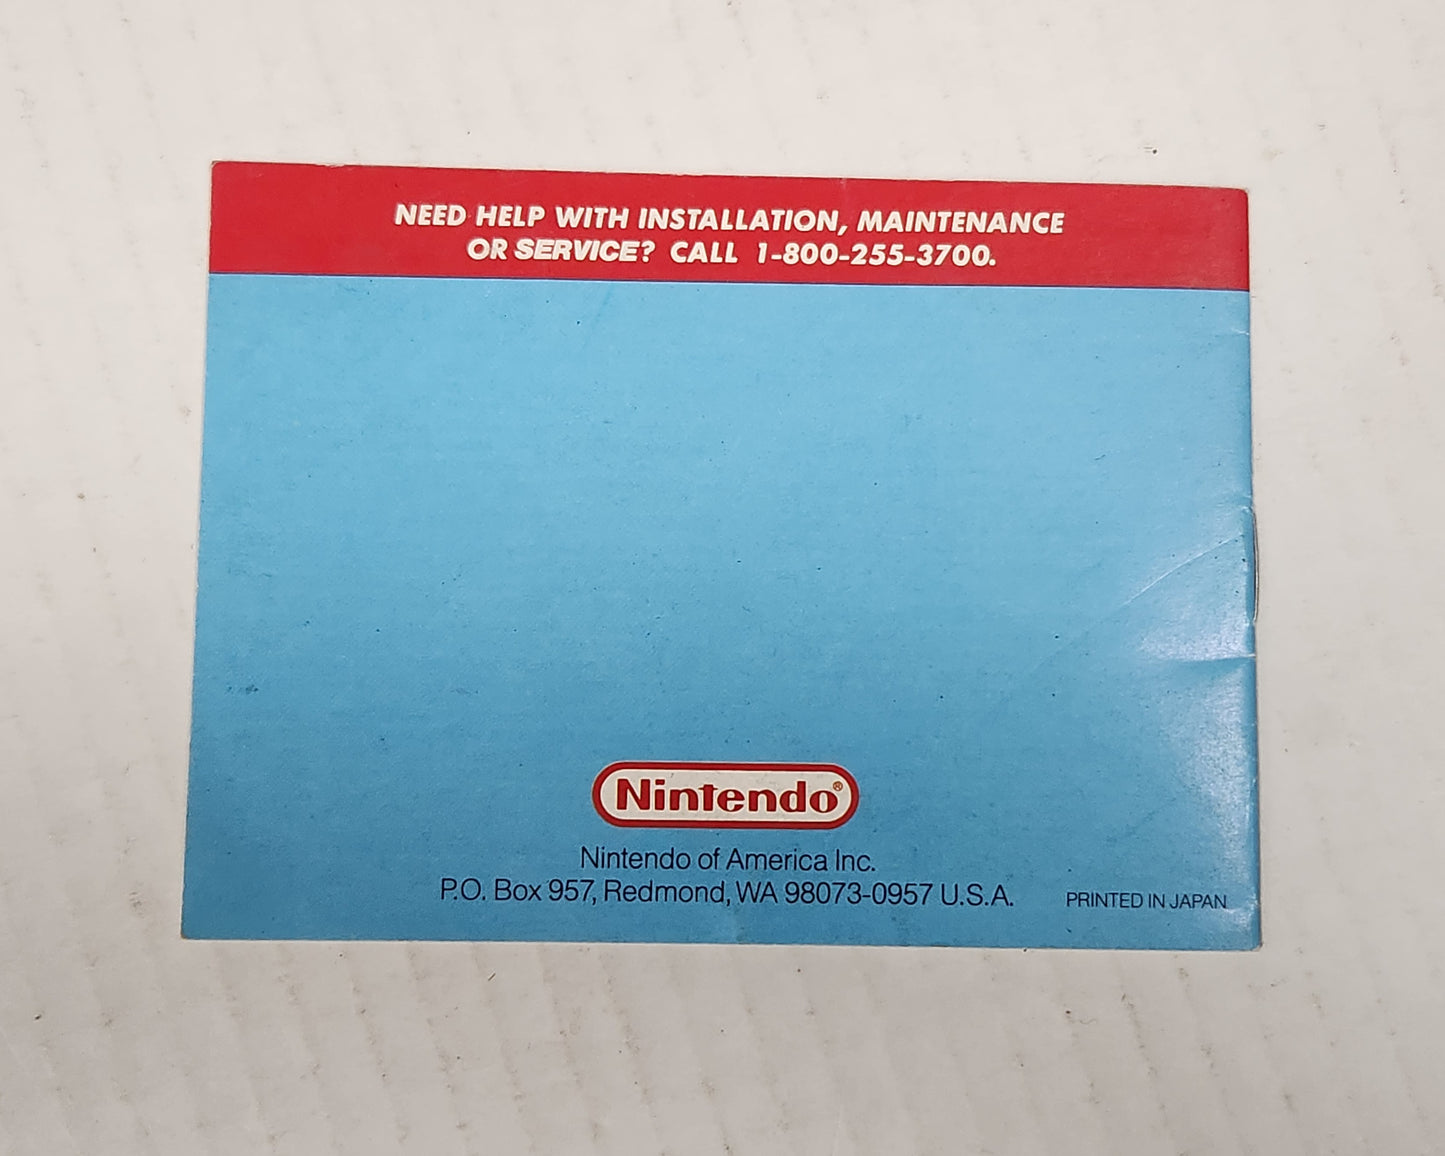 NEED HELP WITH INSTALLATION, MAINTENANCE
OR SERVICE? CALL 1-800-255-3700.
Nintendo®
Nintendo of America Inc.
P.O. Box 957, Redmond, WA 98073-0957 U.S.A.
PRINTED IN JAPAN